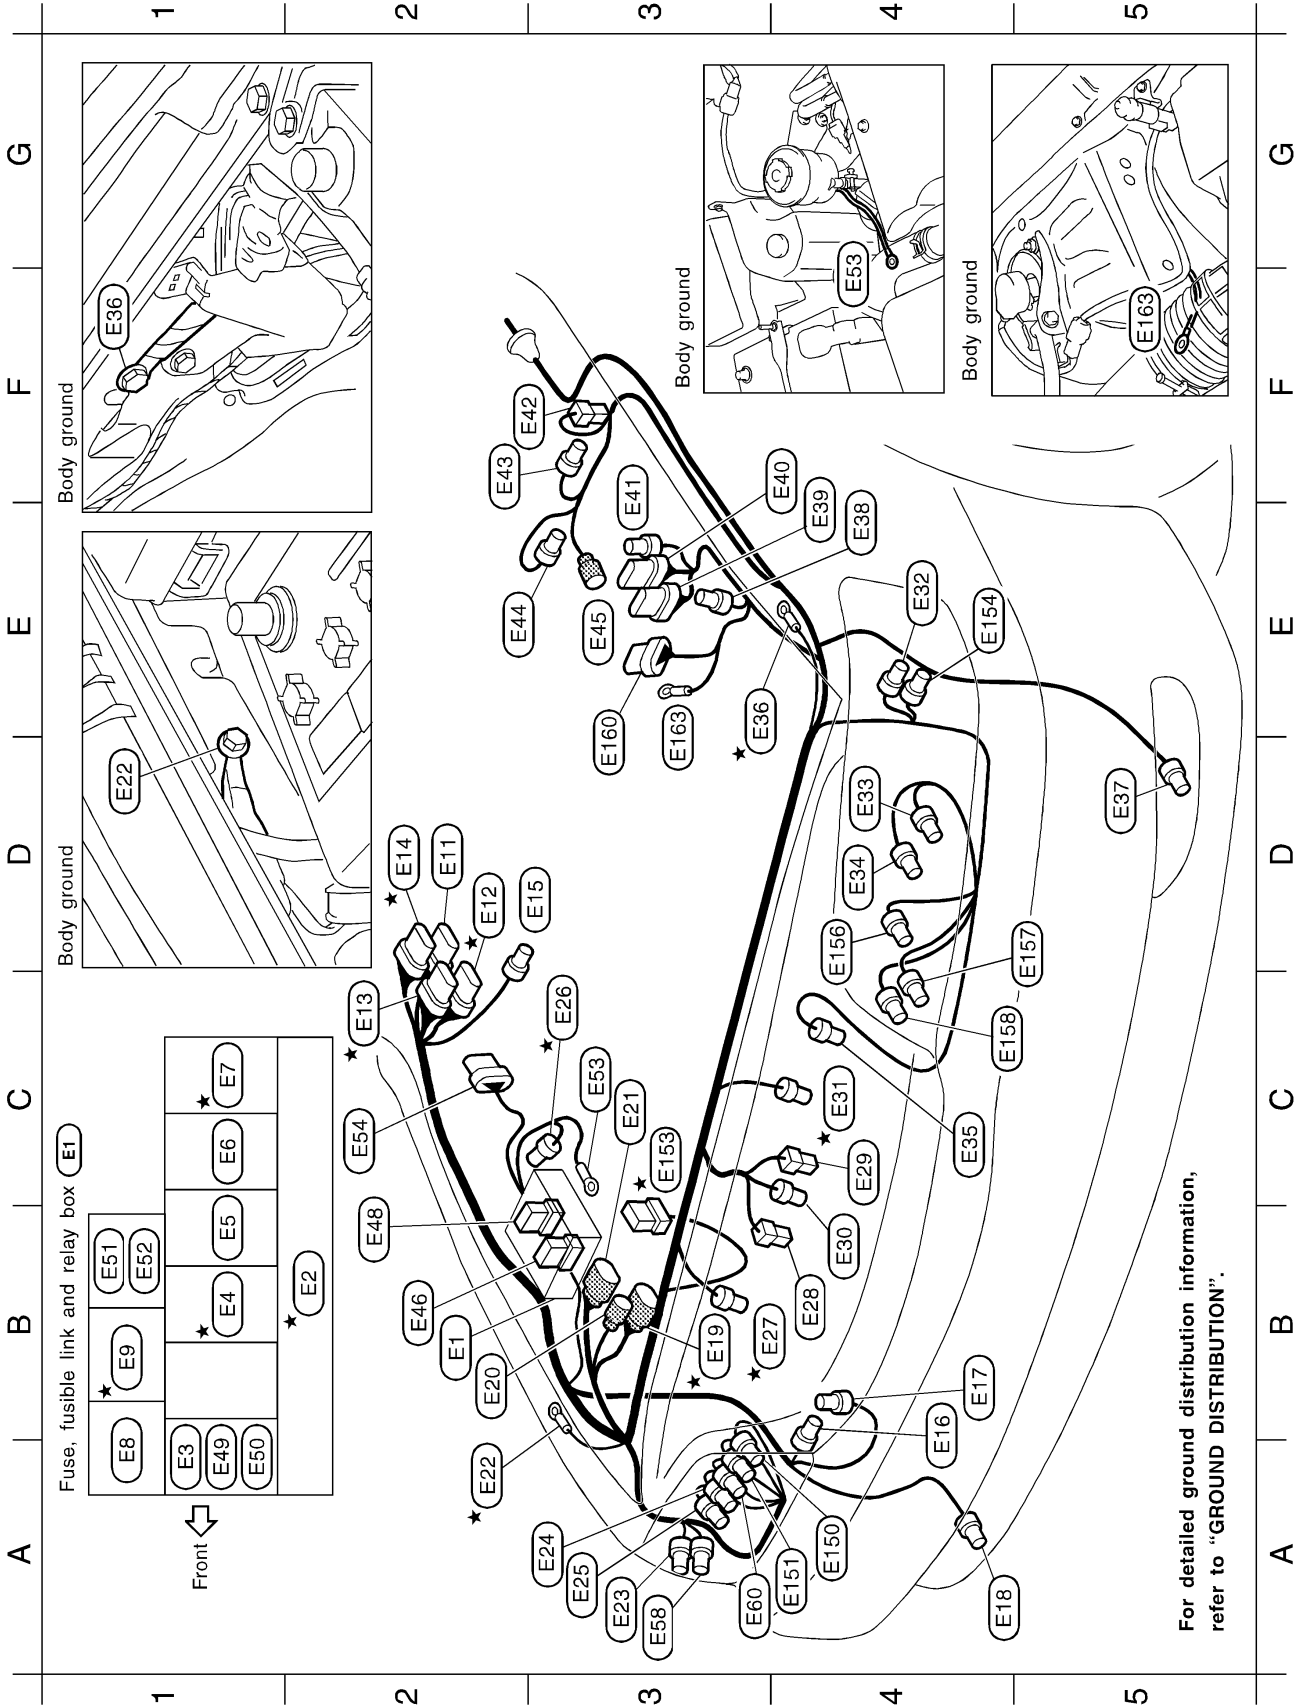 1
2
3
4
5
G
F
E
D
C
B
A
Body ground
E36
Body ground
E22
Body ground
E53
Body ground
E163
Fuse, fusible link and relay box E1
E51
E52
★ E9
E8
★ E7
E6
E5
★ E4
E3
E49
E50
★ E2
Front
E42
E43
E41
E40
E39
E38
E44
E45
E160
E163
★ E36
E32
E154
E37
E33
E34
E156
E157
E158
E35
★ E14
E11
★ E12
E15
★ E13
★ E26
E54
E53
E21
★ E153
★ E31
E29
E30
E28
E48
E46
E1
E20
★ E19
★ E27
★ E22
E17
E16
E24
E25
E23
E58
E60
E151
E150
E18
For detailed ground distribution information,
refer to "GROUND DISTRIBUTION".
G
F
E
D
C
B
A
1
2
3
4
5